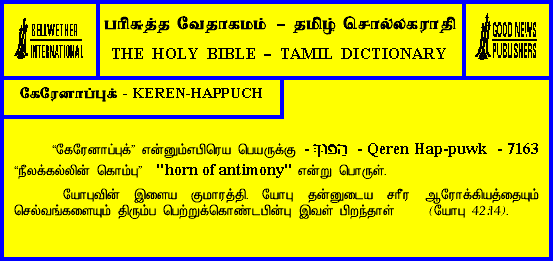 BELLWETHER
INTERNATIONAL
பரிசுத்த வேதாகமம் – தமிழ் சொல்லகராதி
THE HOLY BIBLE – TAMIL DICTIONARY
GOOD NEWS
PUBLISHERS
கேரேனாப்புக் - KEREN-HAPPUCH
“கேரேனாப்புக்” என்னும்எபிரெய பெயருக்கு - - Qeren Hap-puwk - 7163
“நீலக்கல்லின் கொம்பு” "horn of antimony" என்று பொருள்.
யோபுவின் இளைய குமாரத்தி. யோபு தன்னுடைய சரீர ஆரோக்கியத்தையும்
செல்வங்களையும் திரும்ப பெற்றுக்கொண்டபின்பு இவள் பிறந்தாள் (யோபு 42:14).